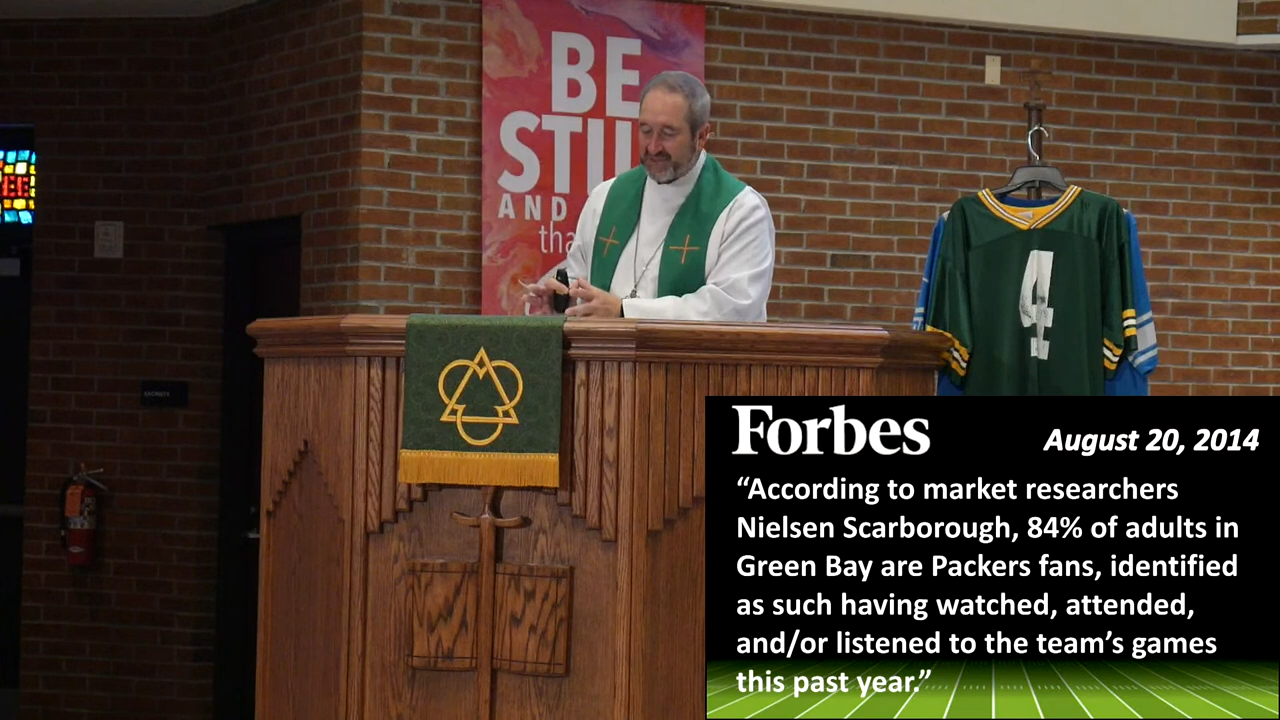 BE
AND
4
Forbes
August 20, 2014
“According to market researchers
Nielsen Scarborough, 84% of adults in
Green Bay are Packers fans, identified
as such having watched, attended,
and/or listened to the team’s games
this past year.”